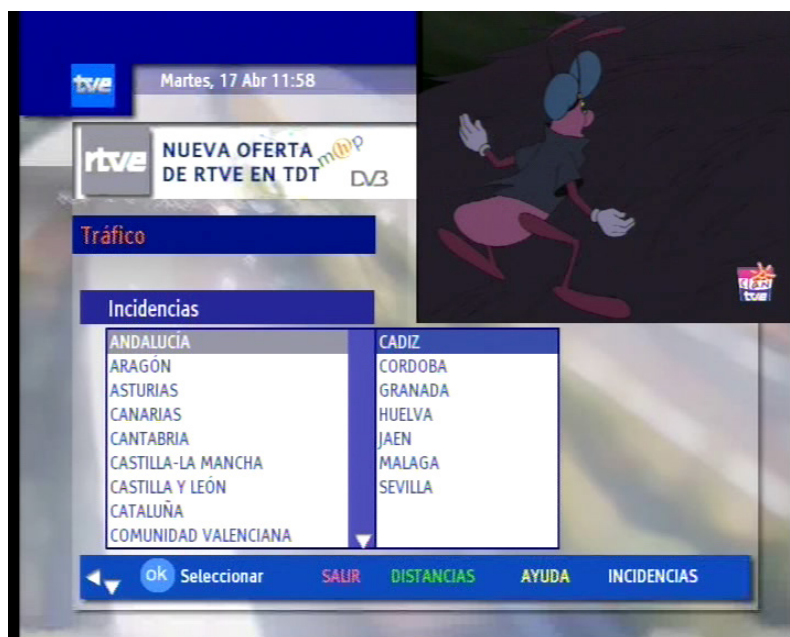 tve
Martes, 17 Abr 11:58
rtve
NUEVA OFERTA
DE RTVE EN TDT
mhp
DVB
Tráfico
CLAN
tve
Incidencias
ANDALUCÍA
ARAGÓN
ASTURIAS
CANARIAS
CANTABRIA
CASTILLA-LA MANCHA
CASTILLA Y LEÓN
CATALUÑA
COMUNIDAD VALENCIANA
CADIZ
CORDOBA
GRANADA
HUELVA
JAEN
MALAGA
SEVILLA
ok Seleccionar SALIR DISTANCIAS AYUDA INCIDENCIAS